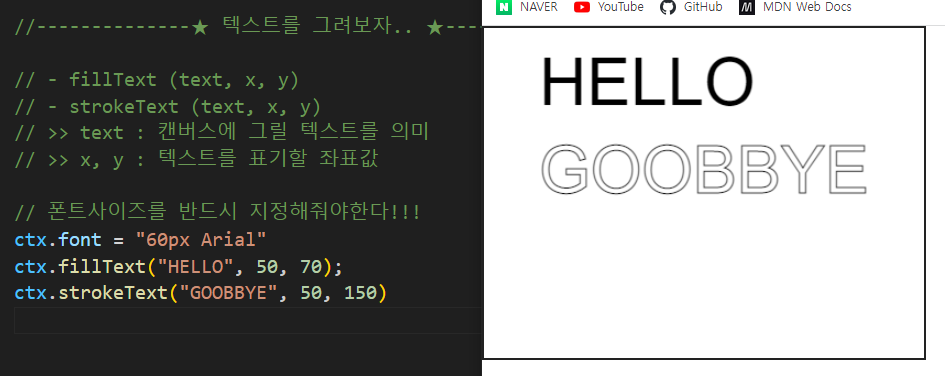 //--------------★ 텍스트를 그려보자.. ★----
// - fillText (text, x, y)
// - strokeText (text, x, y)
// >> text : 캔버스에 그릴 텍스트를 의미
// >> x, y : 텍스트를 표기할 좌표값
// 폰트사이즈를 반드시 지정해줘야한다!!!
ctx.font = "60px Arial"
ctx.fillText("HELLO", 50, 70);
ctx.strokeText("GOOBBYE", 50, 150)
NAVER YouTube GitHub MDN Web Docs
HELLO
GOOBBYE